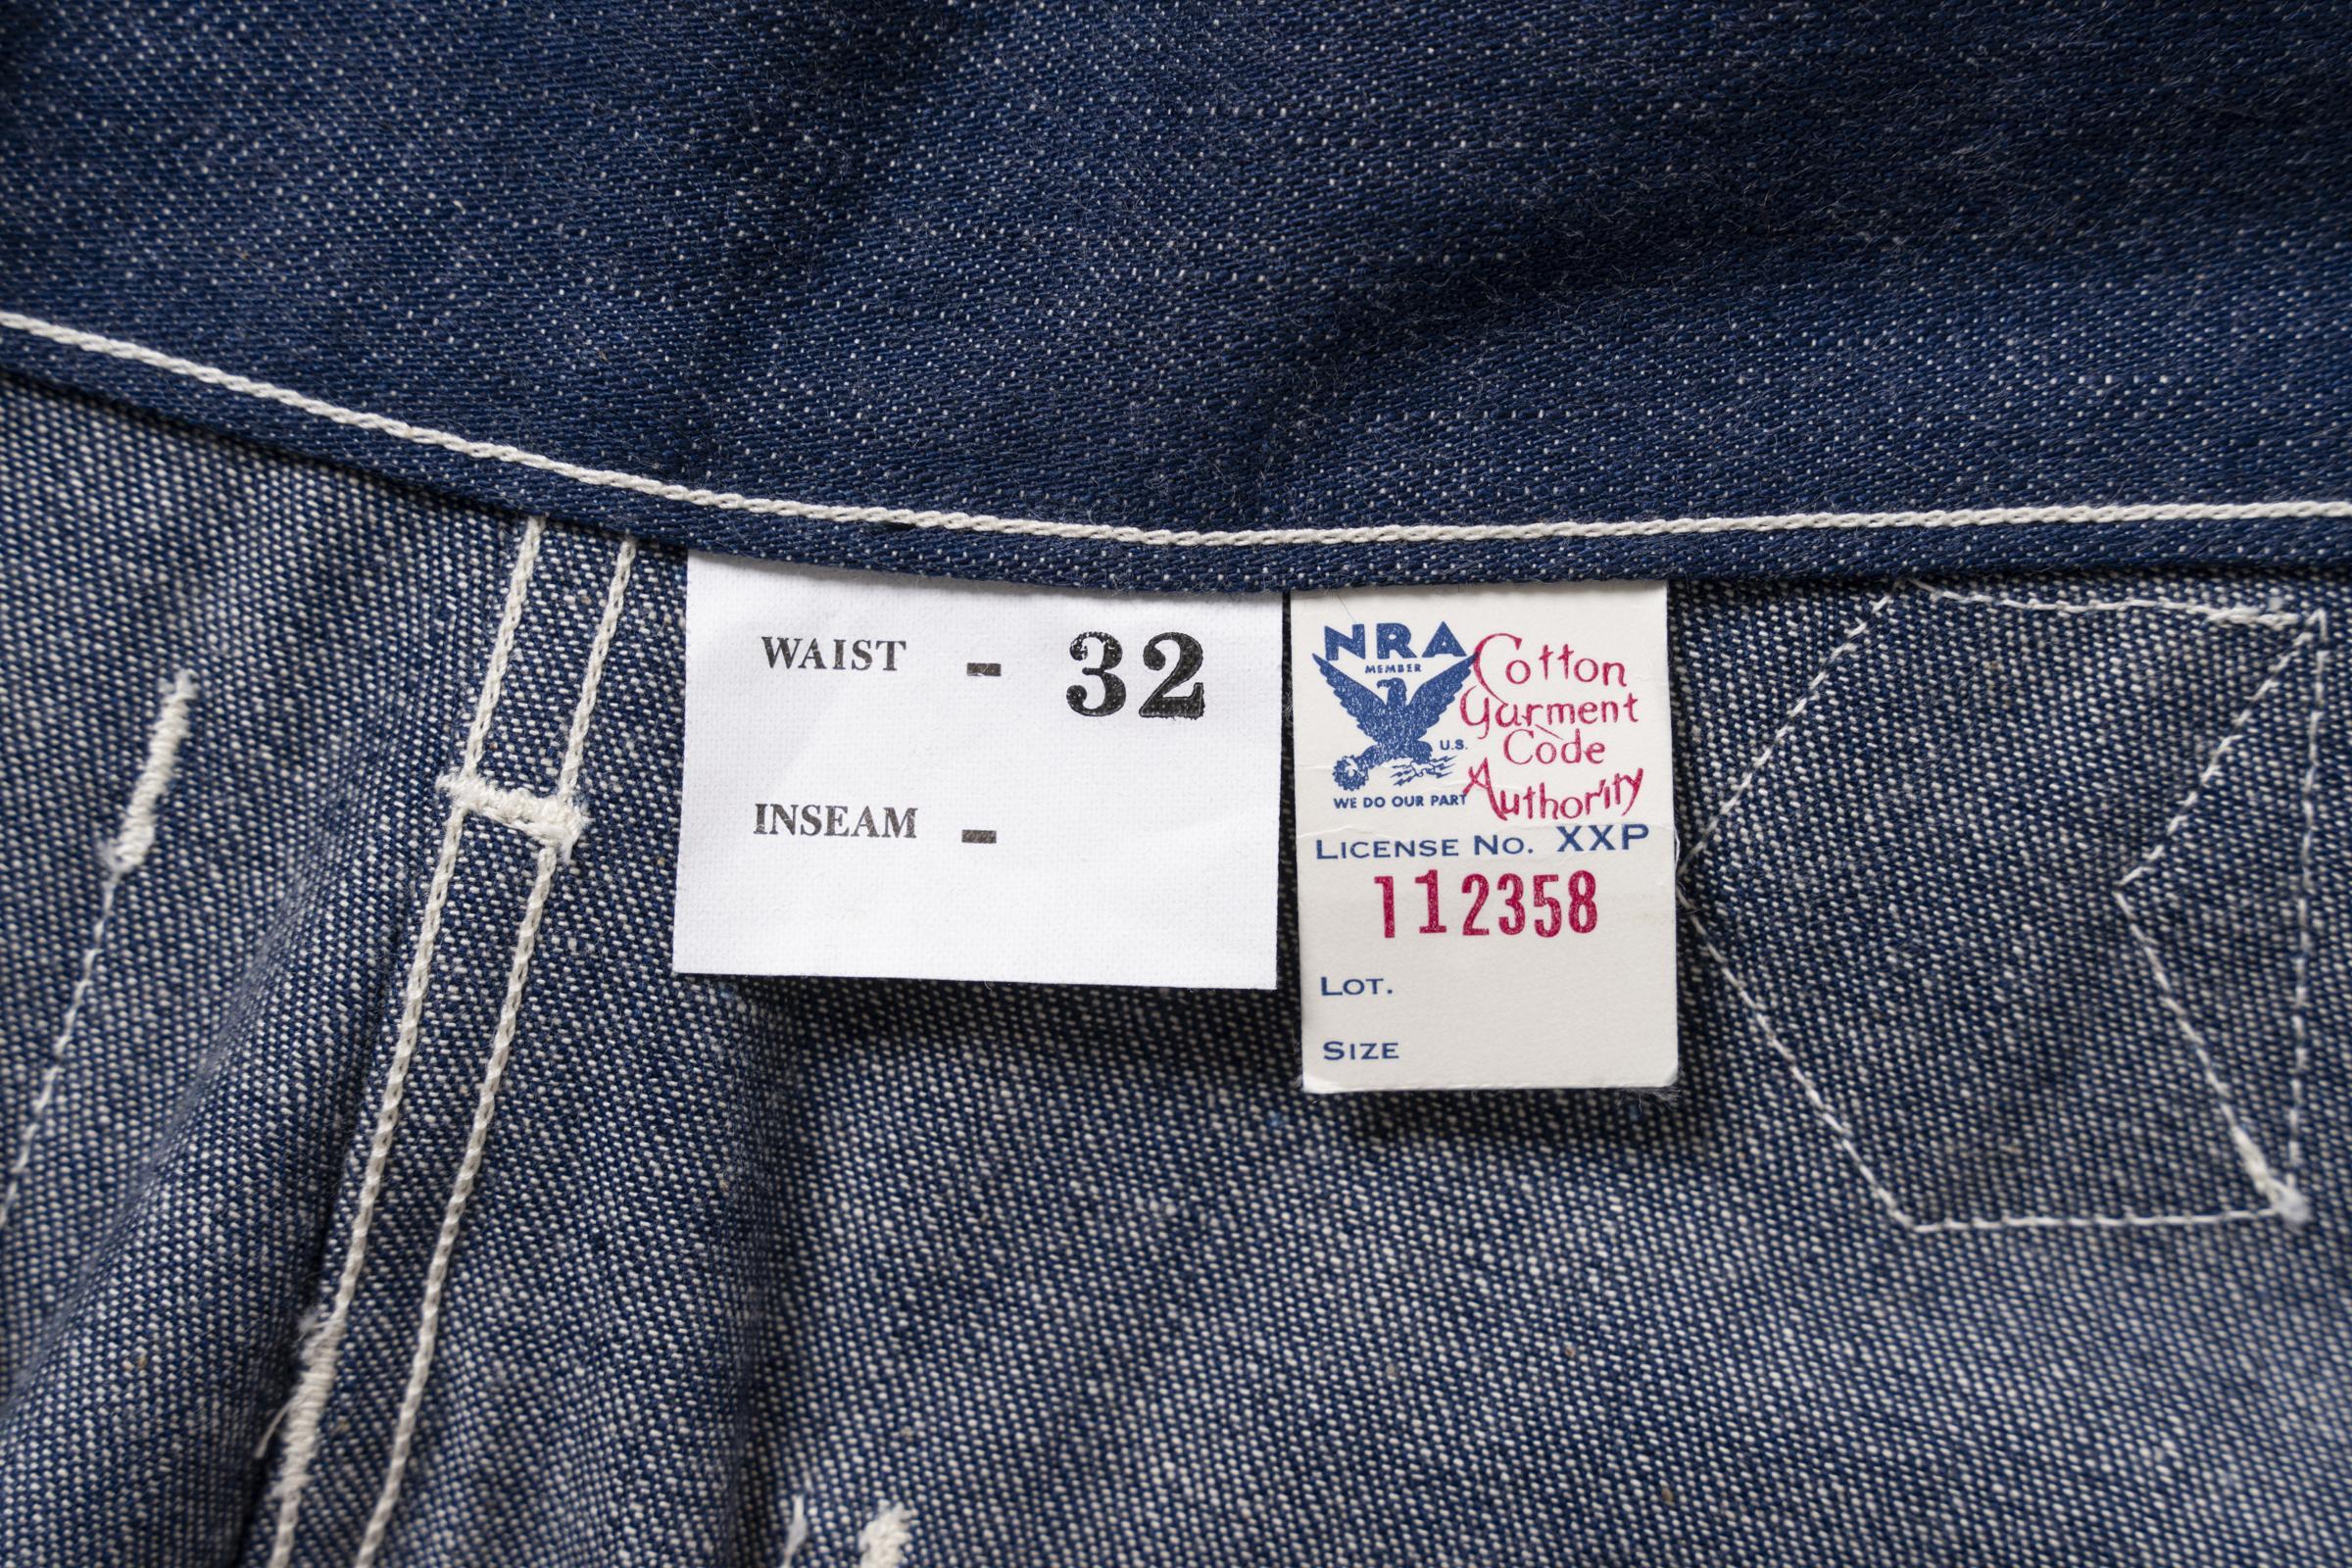 WAIST - 32
INSEAM -
NRA
MEMBER
U.S.
WE DO OUR PART
Cotton
Garment
Code
Authority
LICENSE NO. XXP
112358
LOT.
SIZE